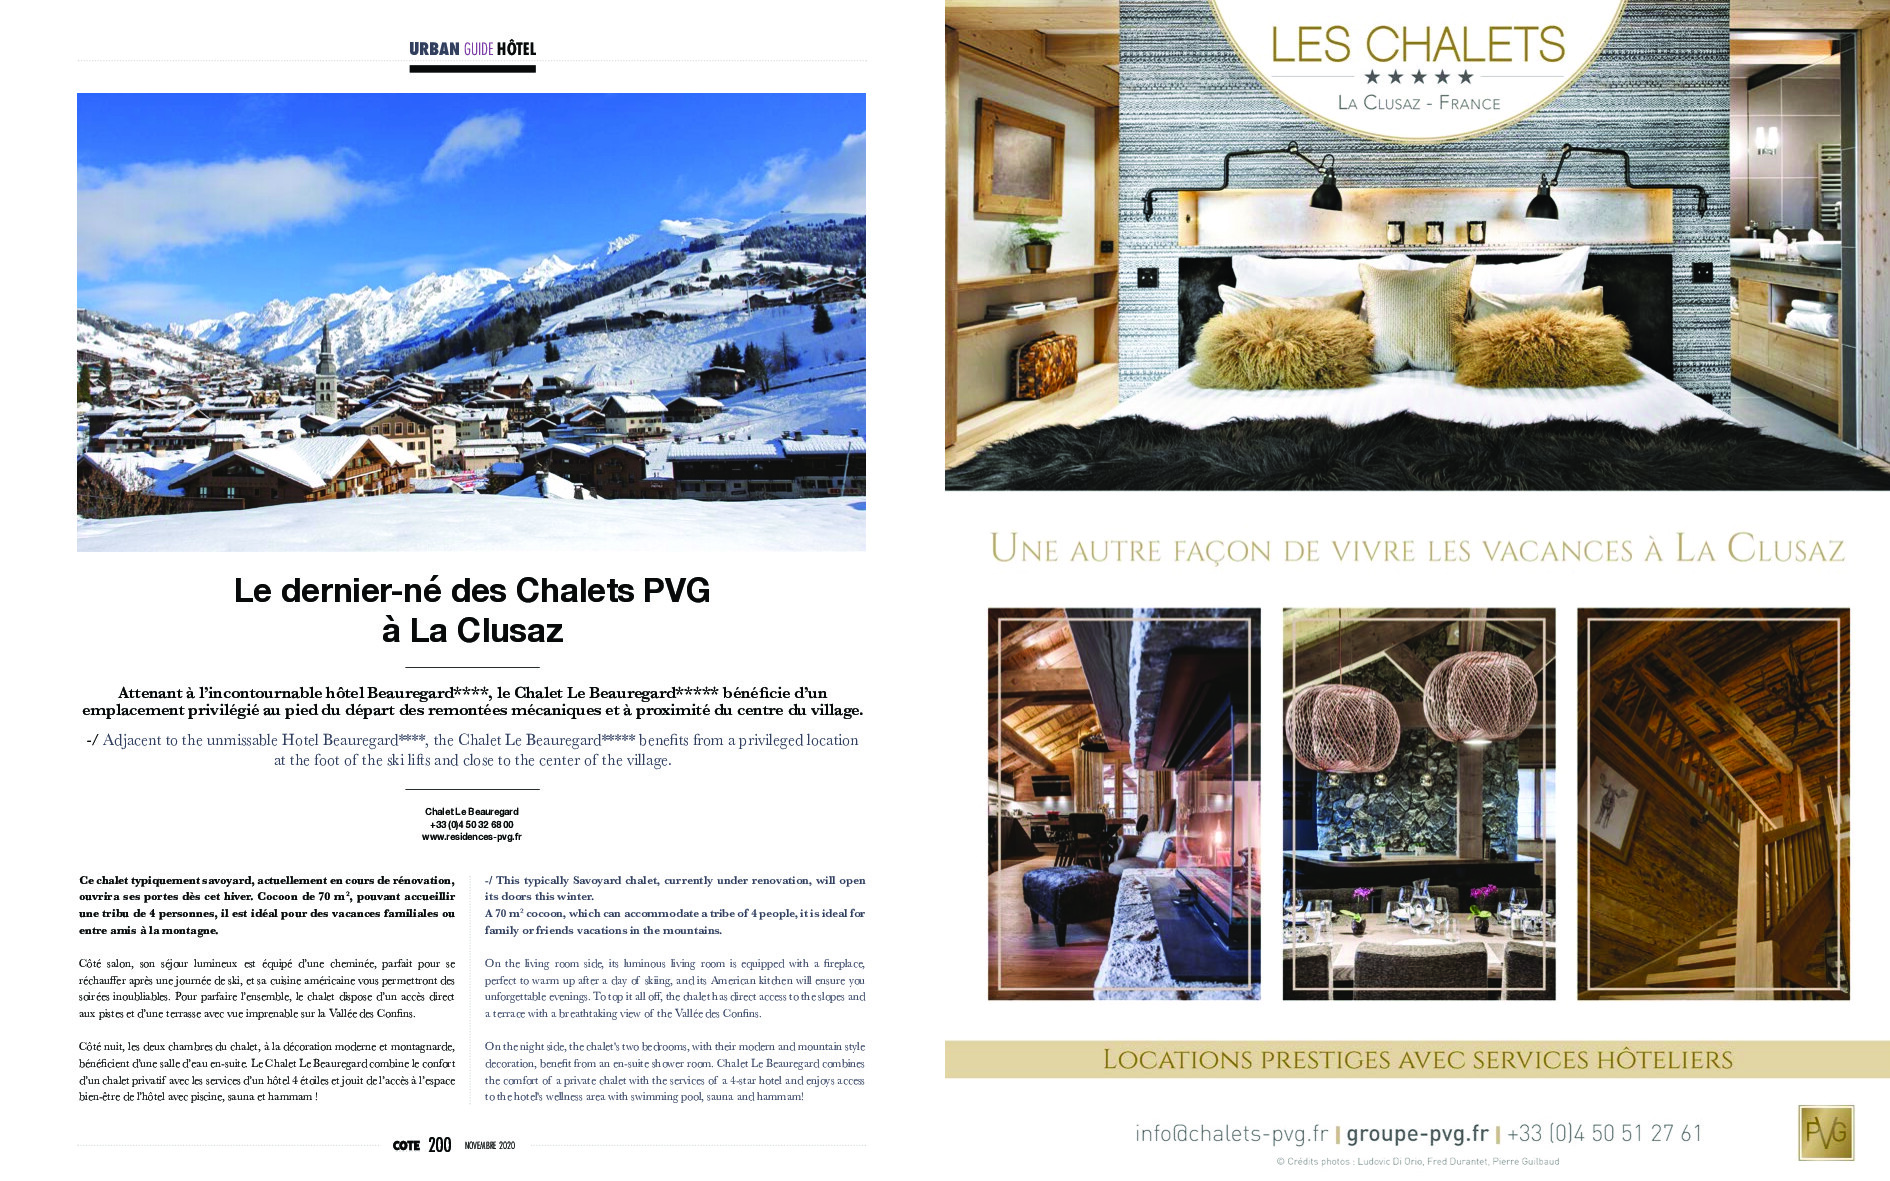 URBAN GUIDE HÔTEL
Le dernier-né des Chalets PVG
à La Clusaz
Attenant à l'incontournable hôtel Beauregard****, le Chalet Le Beauregard***** bénéficie d'un
emplacement privilégié au pied du départ des remontées mécaniques et à proximité du centre du village.
-/ Adjacent to the unmissable Hotel Beauregard****, the Chalet Le Beauregard***** benefits from a privileged location
at the foot of the ski lifts and close to the center of the village.
Chalet Le Beauregard
+33 (0)4 50 32 68 00
www.residences-pvg.fr
Ce chalet typiquement savoyard, actuellement en cours de rénovation,
ouvrira ses portes dès cet hiver. Cocoon de 70 m², pouvant accueillir
une tribu de 4 personnes, il est idéal pour des vacances familiales ou
entre amis à la montagne.
Côté salon, son séjour lumineux est équipé d'une cheminée, parfait pour se
réchauffer après une journée de ski, et sa cuisine américaine vous permettront des
soirées inoubliables. Pour parfaire l'ensemble, le chalet dispose d'un accès direct
aux pistes et d'une terrasse avec vue imprenable sur la Vallée des Confins.
Côté nuit, les deux chambres du chalet, à la décoration moderne et montagnarde,
bénéficient d'une salle d'eau en-suite. Le Chalet Le Beauregard combine le confort
d'un chalet privatif avec les services d'un hôtel 4 étoiles et jouit de l'accès à l'espace
bien-être de l'hôtel avec piscine, sauna et hammam !
-/ This typically Savoyard chalet, currently under renovation, will open
its doors this winter.
A 70 m² cocoon, which can accommodate a tribe of 4 people, it is ideal for
family or friends vacations in the mountains.
On the living room side, its luminous living room is equipped with a fireplace,
perfect to warm up after a day of skiing, and its American kitchen will ensure you
unforgettable evenings. To top it all off, the chalet has direct access to the slopes and
a terrace with a breathtaking view of the Vallée des Confins.
On the night side, the chalet's two bedrooms, with their modern and mountain style
decoration, benefit from an en-suite shower room. Chalet Le Beauregard combines
the comfort of a private chalet with the services of a 4-star hotel and enjoys access
to the hotel's wellness area with swimming pool, sauna and hammam!
COTE 200 NOVEMBRE 2020
LES CHALETS
★★★★★
LA CLUSAZ - FRANCE
UNE AUTRE FAÇON DE VIVRE LES VACANCES À LA CLUSAZ
LOCATIONS PRESTIGES AVEC SERVICES HÔTELIERS
info@chalets-pvg.fr | groupe-pvg.fr | +33 (0)4 50 51 27 61
© Crédits photos : Ludovic Di Orio, Fred Durantet, Pierre Guilbaud
PVG